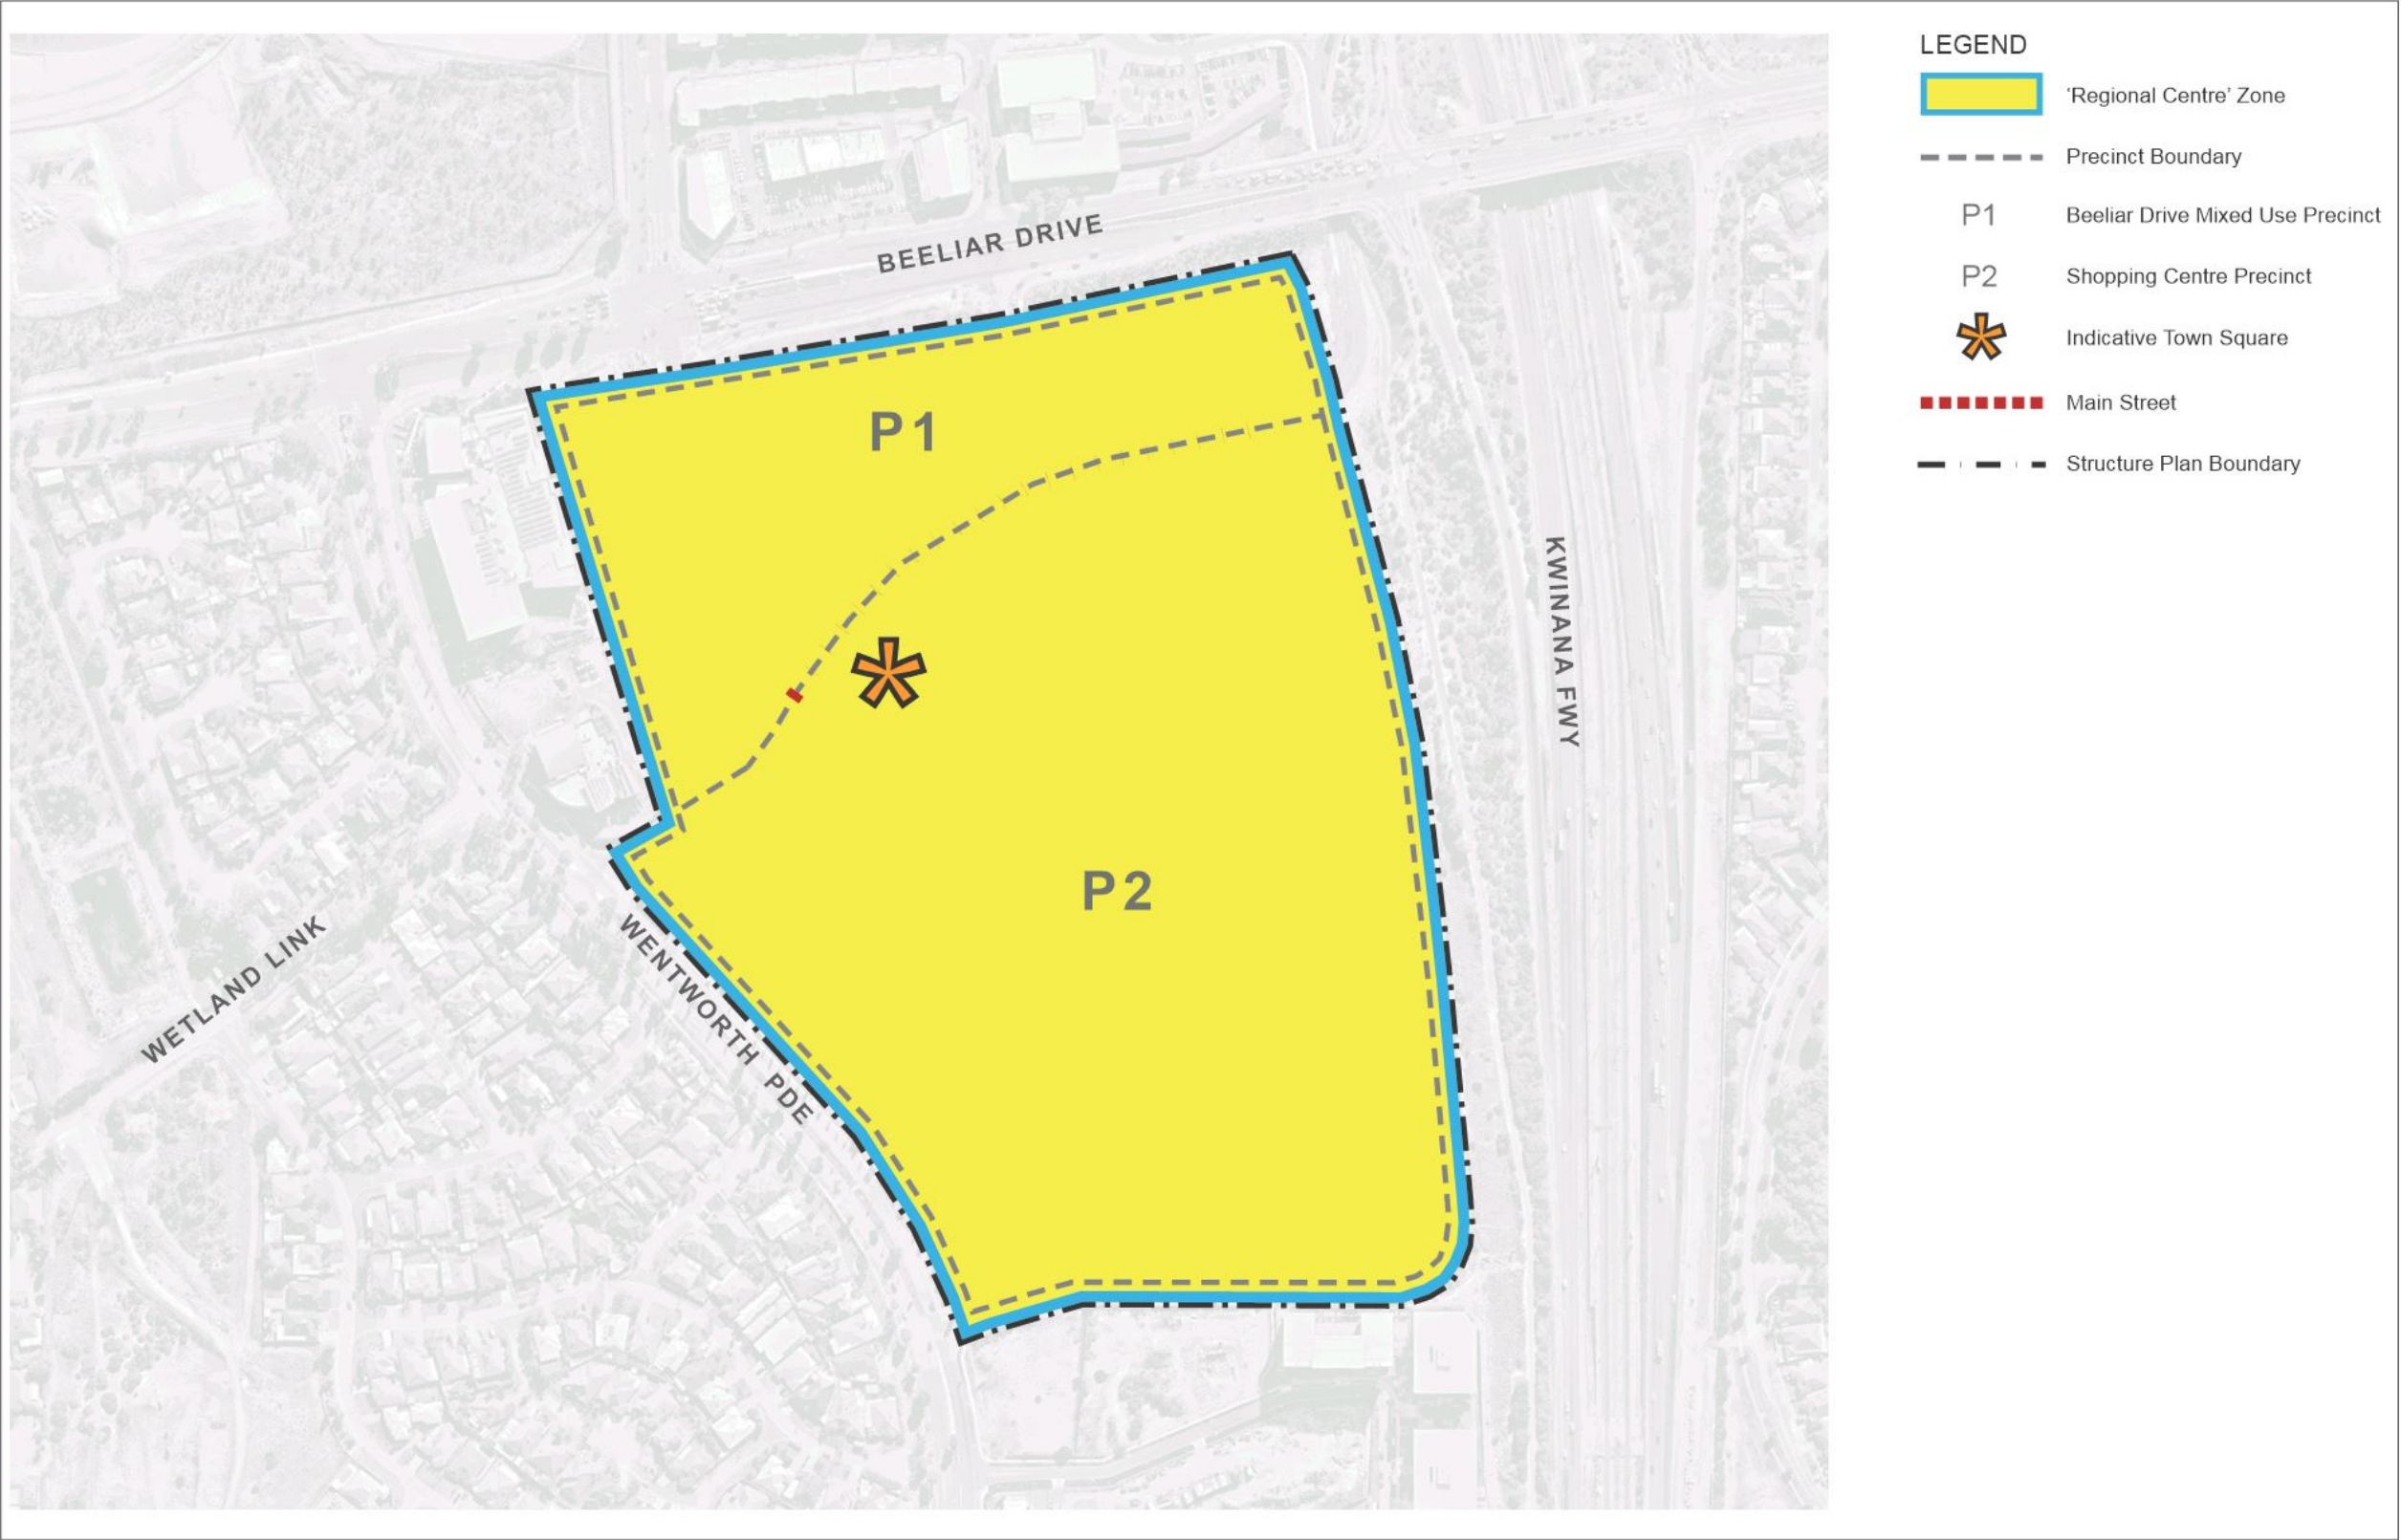 LEGEND
'Regional Centre' Zone
Precinct Boundary
P1 Beeliar Drive Mixed Use Precinct
P2 Shopping Centre Precinct
Indicative Town Square
Main Street
Structure Plan Boundary
BEELIAR DRIVE
P1
KWINANA FWY
P2
WENTWORTH PDE
WETLAND LINK